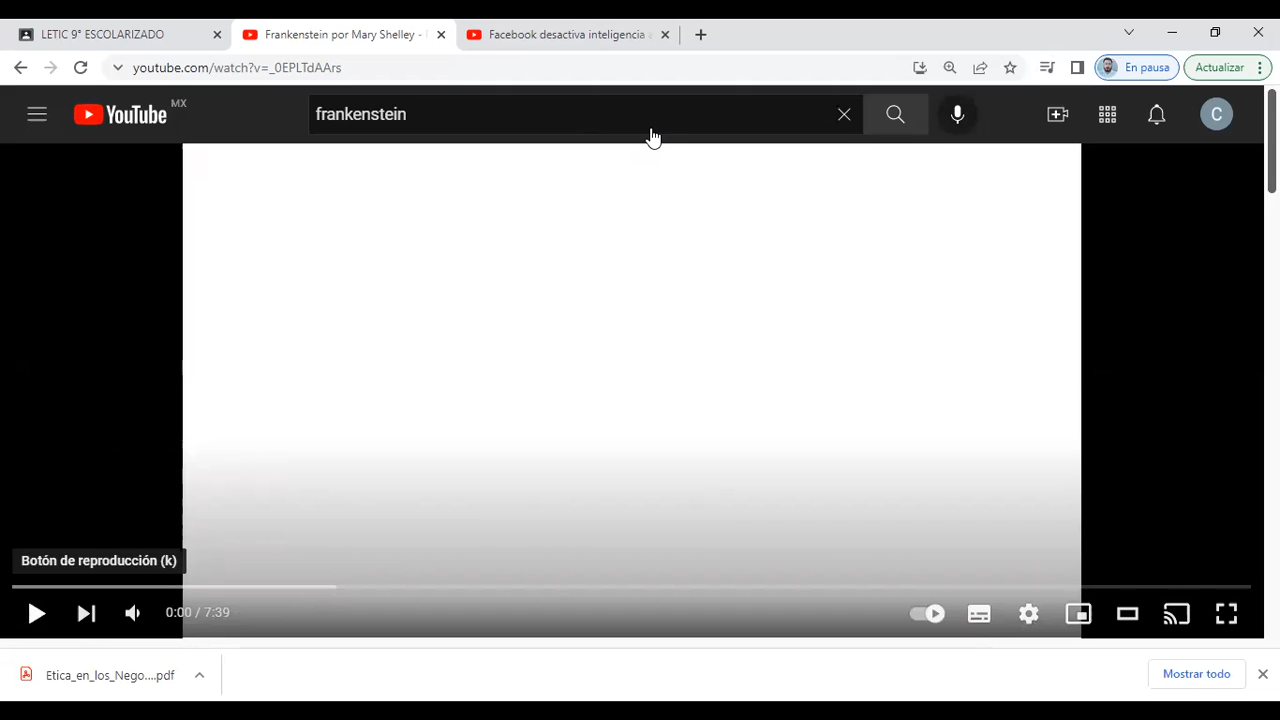 LETIC 9° ESCOLARIZADO
Frankenstein por Mary Shelley -
Facebook desactiva inteligencia a
youtube.com/watch?v=_0EPLTdAArs
En pausa
Actualizar
YouTube MX
frankenstein
C
Botón de reproducción (k)
0:00 / 7:39
Etica_en_los_Nego....pdf
Mostrar todo